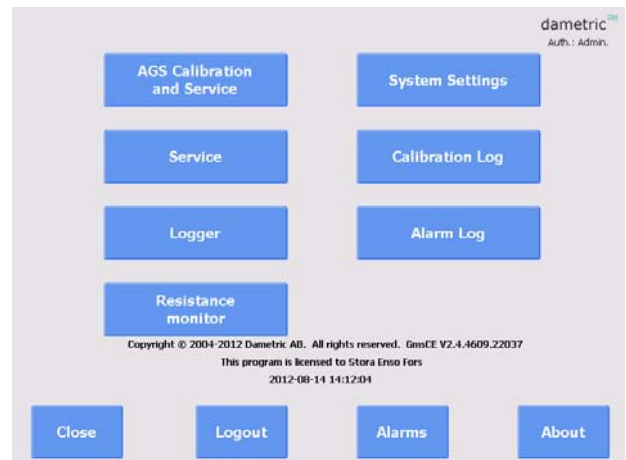 dametric
Auth.: Admin.
AGS Calibration
and Service
System Settings
Service
Calibration Log
Logger
Alarm Log
Resistance
monitor
Copyright © 2004-2012 Dametric AB. All rights reserved. GmsCE V2.4.4609.22037
This program is licensed to Stora Enso Fors
2012-08-14 14:12:04
Close
Logout
Alarms
About